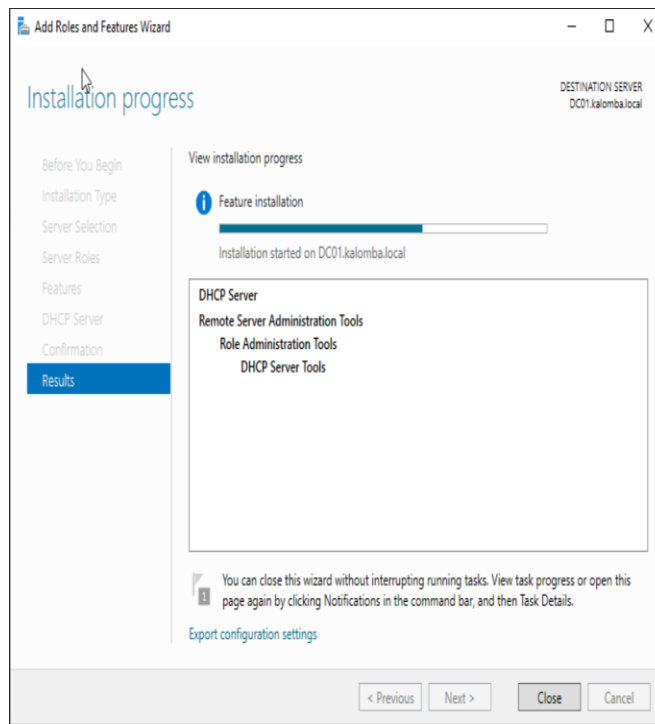 Add Roles and Features Wizard
Installation progress
DESTINATION SERVER
DC01.kalomba.local
Before You Begin
Installation Type
Server Selection
Server Roles
Features
DHCP Server
Confirmation
Results
View installation progress
Feature installation
Installation started on DC01.kalomba.local
DHCP Server
Remote Server Administration Tools
Role Administration Tools
DHCP Server Tools
1
You can close this wizard without interrupting running tasks. View task progress or open this
page again by clicking Notifications in the command bar, and then Task Details.
Export configuration settings
< Previous
Next >
Close
Cancel